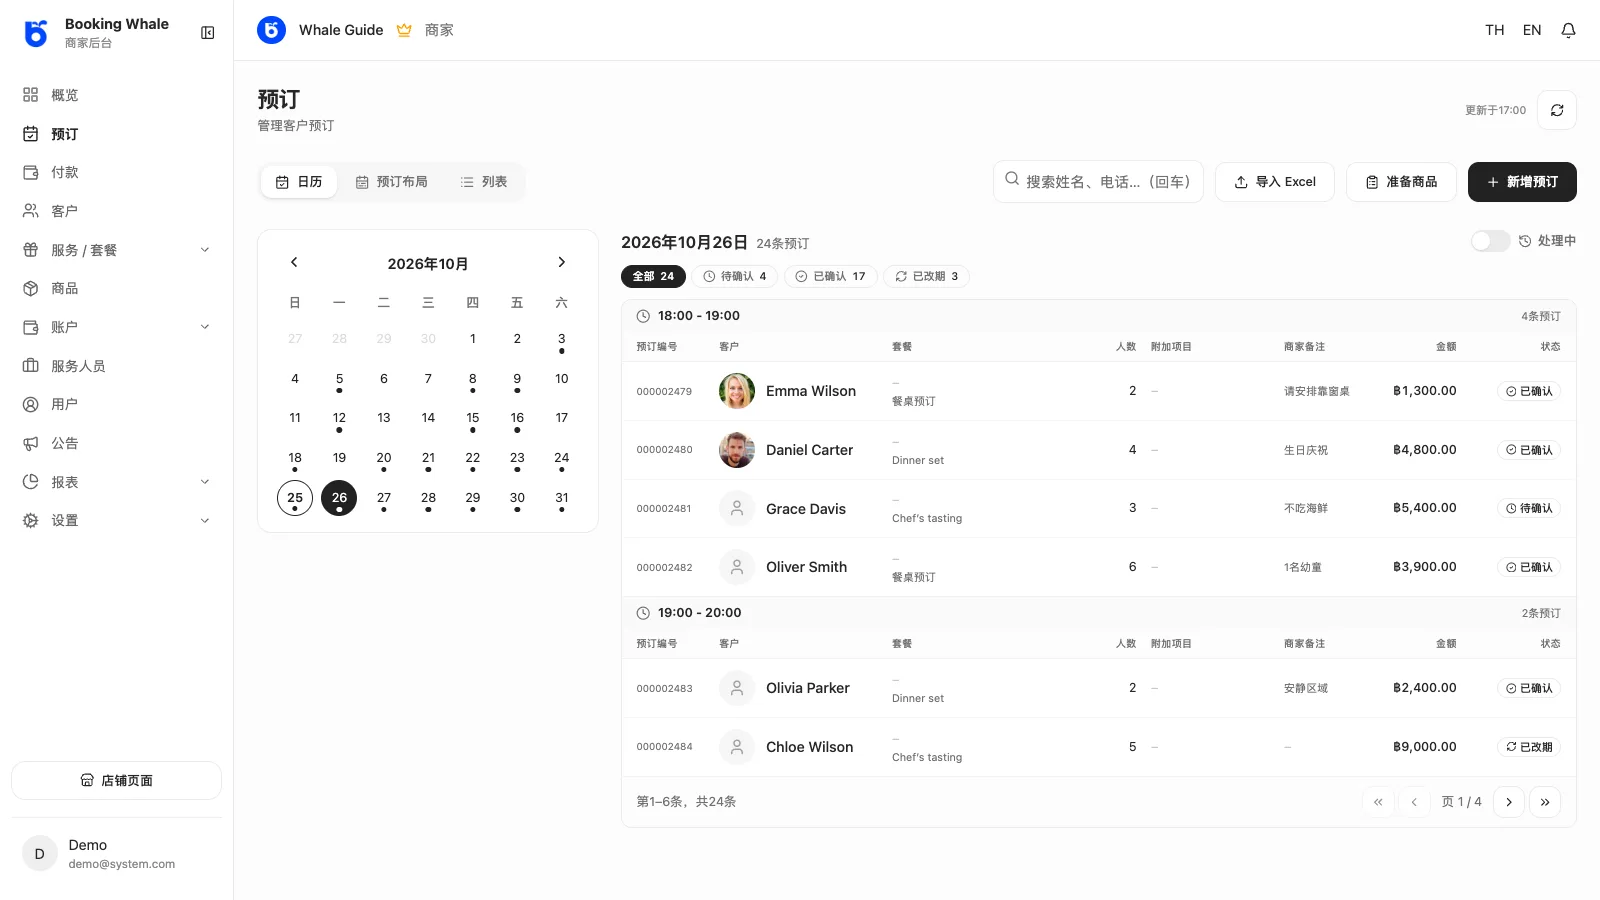 Booking Whale
商家后台
概览
预订
付款
客户
服务 / 套餐
商品
账户
服务人员
用户
公告
报表
设置
店铺页面
D
Demo
demo@system.com
Whale Guide
商家
TH
EN
预订
管理客户预订
更新于17:00
日历
预订布局
列表
搜索姓名、电话...（回车）
导入 Excel
准备商品
新增预订
2026年10月
日 一 二 三 四 五 六
27 28 29 30 1 2 3
4 5 6 7 8 9 10
11 12 13 14 15 16 17
18 19 20 21 22 23 24
25 26 27 28 29 30 31
2026年10月26日 24条预订
处理中
全部 24 待确认 4 已确认 17 已改期 3
18:00 - 19:00 4条预订
预订编号 客户 套餐 人数 附加项目 商家备注 金额 状态
000002479 Emma Wilson – 餐桌预订 2 – 请安排靠窗桌 ฿1,300.00 已确认
000002480 Daniel Carter – Dinner set 4 – 生日庆祝 ฿4,800.00 已确认
000002481 Grace Davis – Chef's tasting 3 – 不吃海鲜 ฿5,400.00 待确认
000002482 Oliver Smith – 餐桌预订 6 – 1名幼童 ฿3,900.00 已确认
19:00 - 20:00 2条预订
预订编号 客户 套餐 人数 附加项目 商家备注 金额 状态
000002483 Olivia Parker – Dinner set 2 – 安静区域 ฿2,400.00 已确认
000002484 Chloe Wilson – Chef's tasting 5 – – ฿9,000.00 已改期
第1–6条，共24条
« ‹ 页 1 / 4 › »